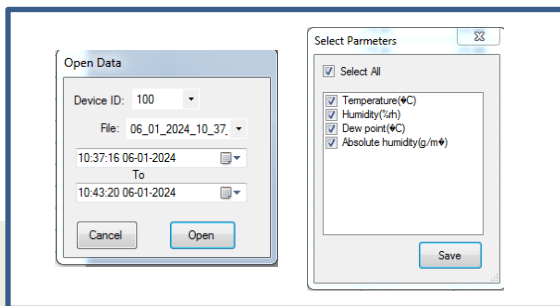 Open Data
Device ID: 100
File: 06_01_2024_10_37_
10:37:16 06-01-2024
To
10:43:20 06-01-2024
Cancel Open
Select Parmeters
Select All
Temperature(�C)
Humidity(%rh)
Dew point(�C)
Absolute humidity(g/m�)
Save